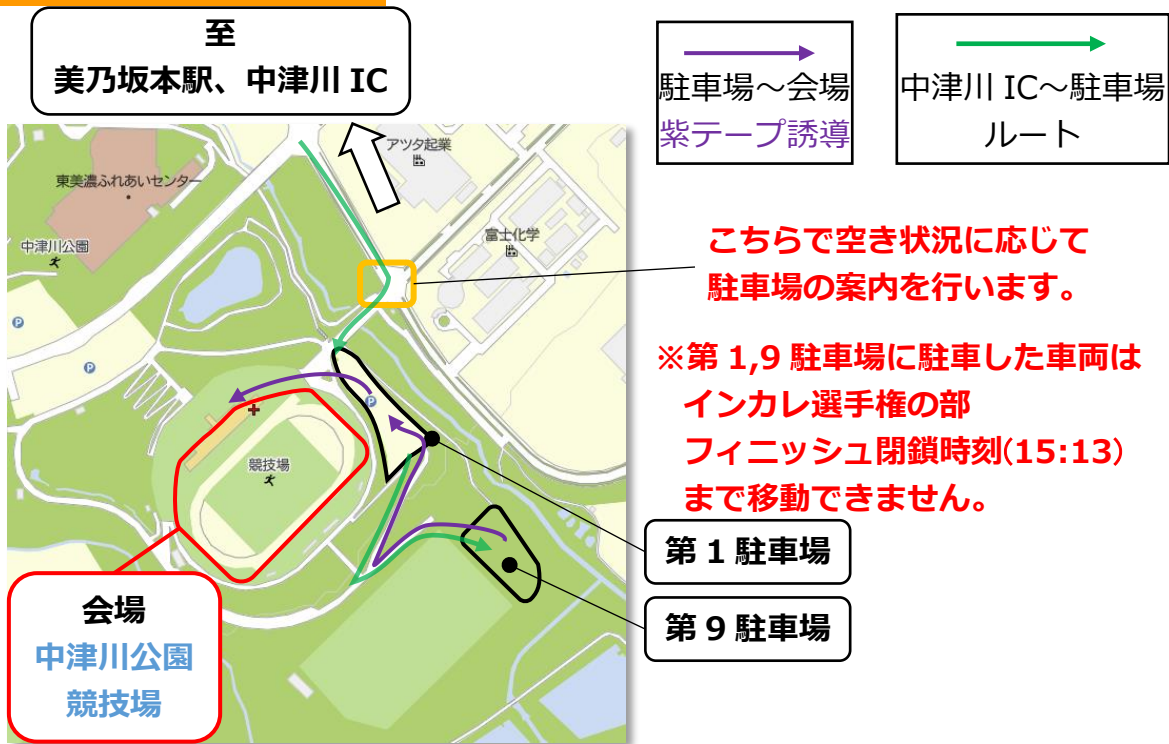 至
美乃坂本駅、中津川 IC
駐車場～会場
紫テープ誘導
中津川 IC～駐車場
ルート
アツタ起業
東美濃ふれあいセンター
中津川公園
富士化学
こちらで空き状況に応じて
駐車場の案内を行います。
※第 1,9 駐車場に駐車した車両は
インカレ選手権の部
フィニッシュ閉鎖時刻(15:13)
まで移動できません。
P
P
P
競技場
第 1 駐車場
第 9 駐車場
会場
中津川公園
競技場